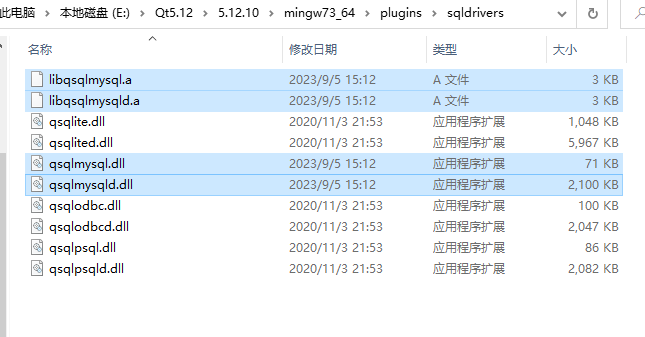 此电脑 > 本地磁盘 (E:) > Qt5.12 > 5.12.10 > mingw73_64 > plugins > sqldrivers
名称 修改日期 类型 大小
libqsqlmysql.a 2023/9/5 15:12 A 文件 3 KB
libqsqlmysqld.a 2023/9/5 15:12 A 文件 3 KB
qsqlite.dll 2020/11/3 21:53 应用程序扩展 1,048 KB
qsqlited.dll 2020/11/3 21:53 应用程序扩展 5,967 KB
qsqlmysql.dll 2023/9/5 15:12 应用程序扩展 71 KB
qsqlmysqld.dll 2023/9/5 15:12 应用程序扩展 2,100 KB
qsqlodbc.dll 2020/11/3 21:53 应用程序扩展 100 KB
qsqlodbcd.dll 2020/11/3 21:53 应用程序扩展 2,047 KB
qsqlpsql.dll 2020/11/3 21:53 应用程序扩展 86 KB
qsqlpsqld.dll 2020/11/3 21:53 应用程序扩展 2,082 KB